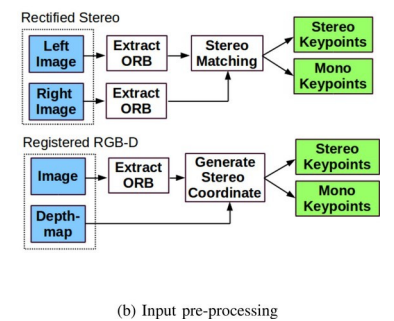 Rectified Stereo
Left
Image
Extract
ORB
Stereo
Matching
Stereo
Keypoints
Mono
Keypoints
Right
Image
Extract
ORB
Registered RGB-D
Image
Extract
ORB
Generate
Stereo
Coordinate
Stereo
Keypoints
Mono
Keypoints
Depth-
map
(b) Input pre-processing